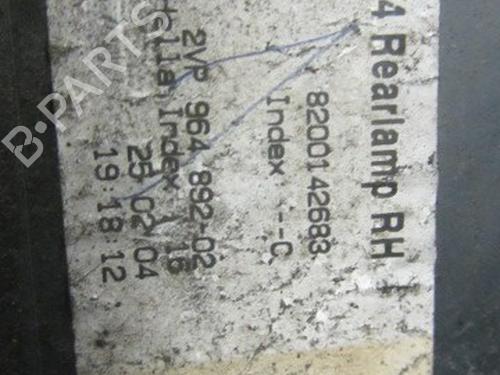 4 Rearlamp RH
8200142683
Index --C
2VP 964 892-02
Index 16
25 02 04
19:18:12
B-PARTS